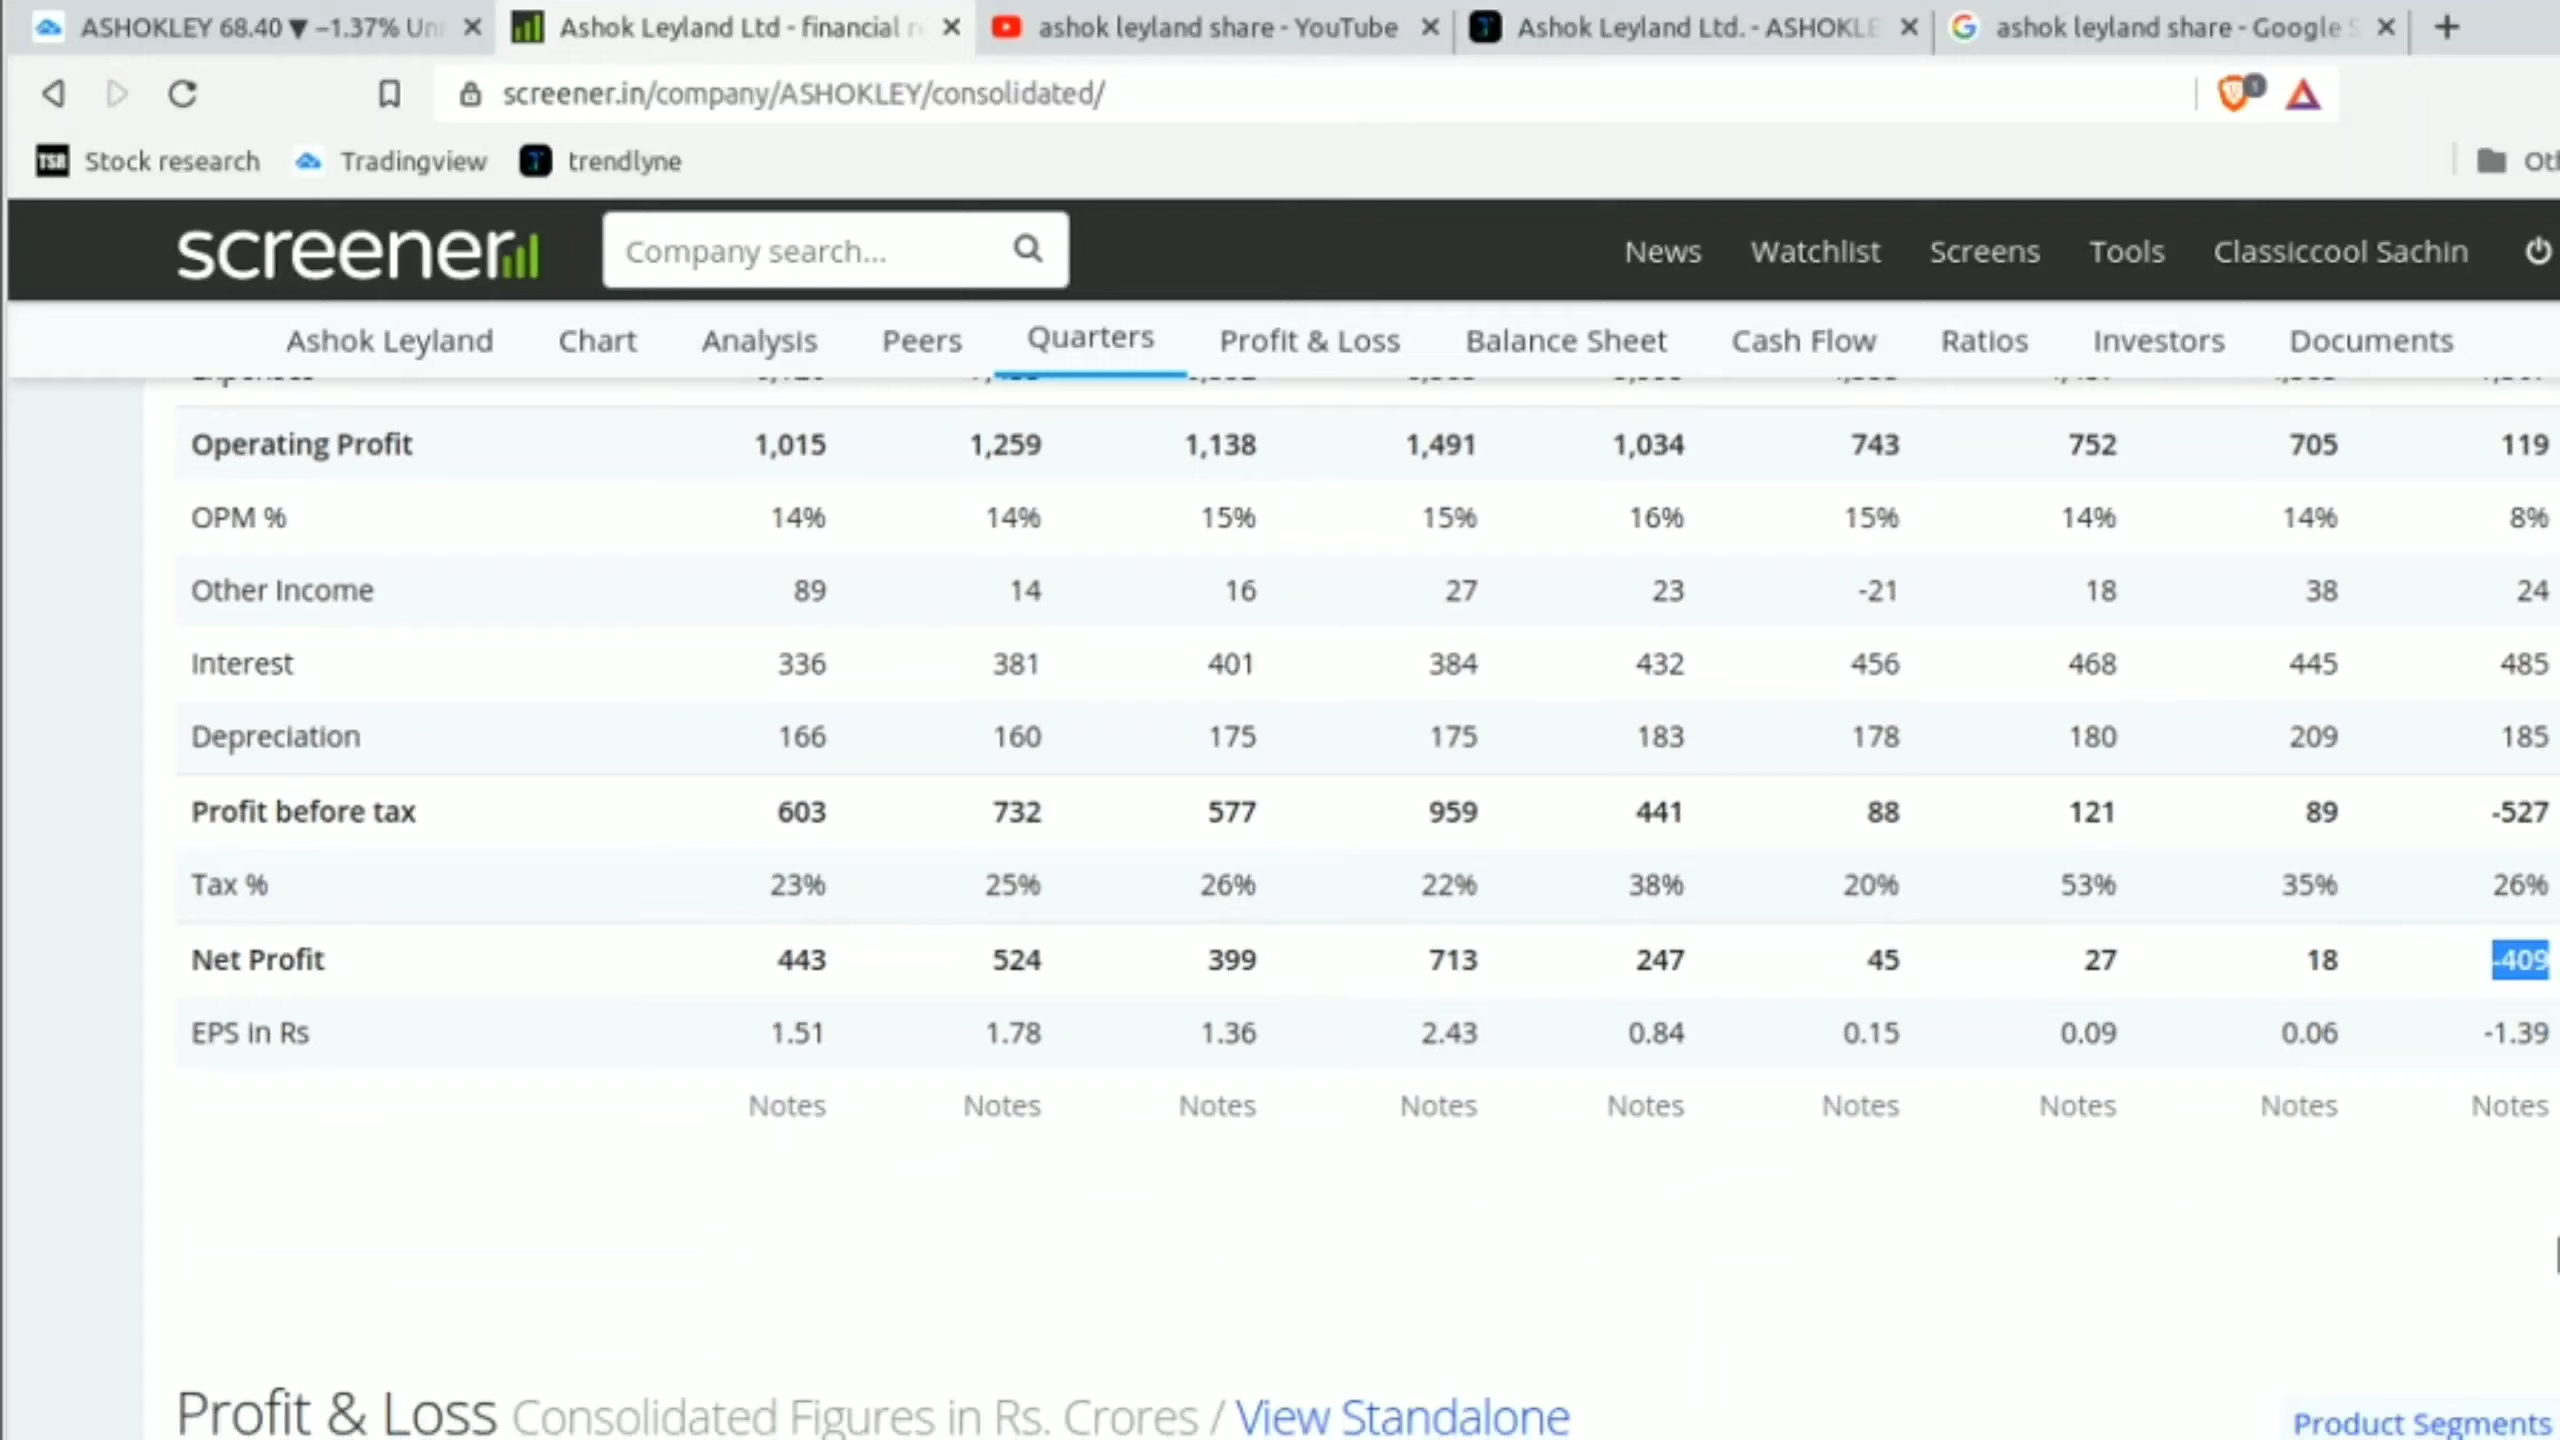 ASHOKLEY 68.40 ▼ −1.37% Un
Ashok Leyland Ltd - financial r
ashok leyland share - YouTube
Ashok Leyland Ltd. - ASHOKLE
ashok leyland share - Google S
screener.in/company/ASHOKLEY/consolidated/
TSR Stock research Tradingview trendlyne Oth
screener Company search... News Watchlist Screens Tools Classiccool Sachin
Ashok Leyland Chart Analysis Peers Quarters Profit & Loss Balance Sheet Cash Flow Ratios Investors Documents
Operating Profit 1,015 1,259 1,138 1,491 1,034 743 752 705 119
OPM % 14% 14% 15% 15% 16% 15% 14% 14% 8%
Other Income 89 14 16 27 23 -21 18 38 24
Interest 336 381 401 384 432 456 468 445 485
Depreciation 166 160 175 175 183 178 180 209 185
Profit before tax 603 732 577 959 441 88 121 89 -527
Tax % 23% 25% 26% 22% 38% 20% 53% 35% 26%
Net Profit 443 524 399 713 247 45 27 18 -409
EPS in Rs 1.51 1.78 1.36 2.43 0.84 0.15 0.09 0.06 -1.39
Notes Notes Notes Notes Notes Notes Notes Notes Notes
Profit & Loss Consolidated Figures in Rs. Crores / View Standalone
Product Segments